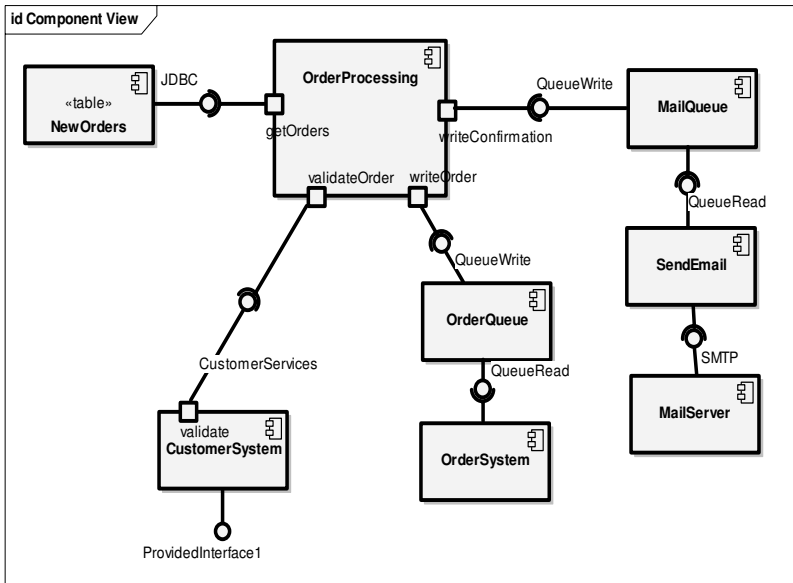 id Component View
OrderProcessing
JDBC
QueueWrite
«table»
NewOrders
MailQueue
getOrders
writeConfirmation
validateOrder
writeOrder
QueueRead
QueueWrite
SendEmail
OrderQueue
CustomerServices
QueueRead
SMTP
MailServer
validate
CustomerSystem
OrderSystem
ProvidedInterface1